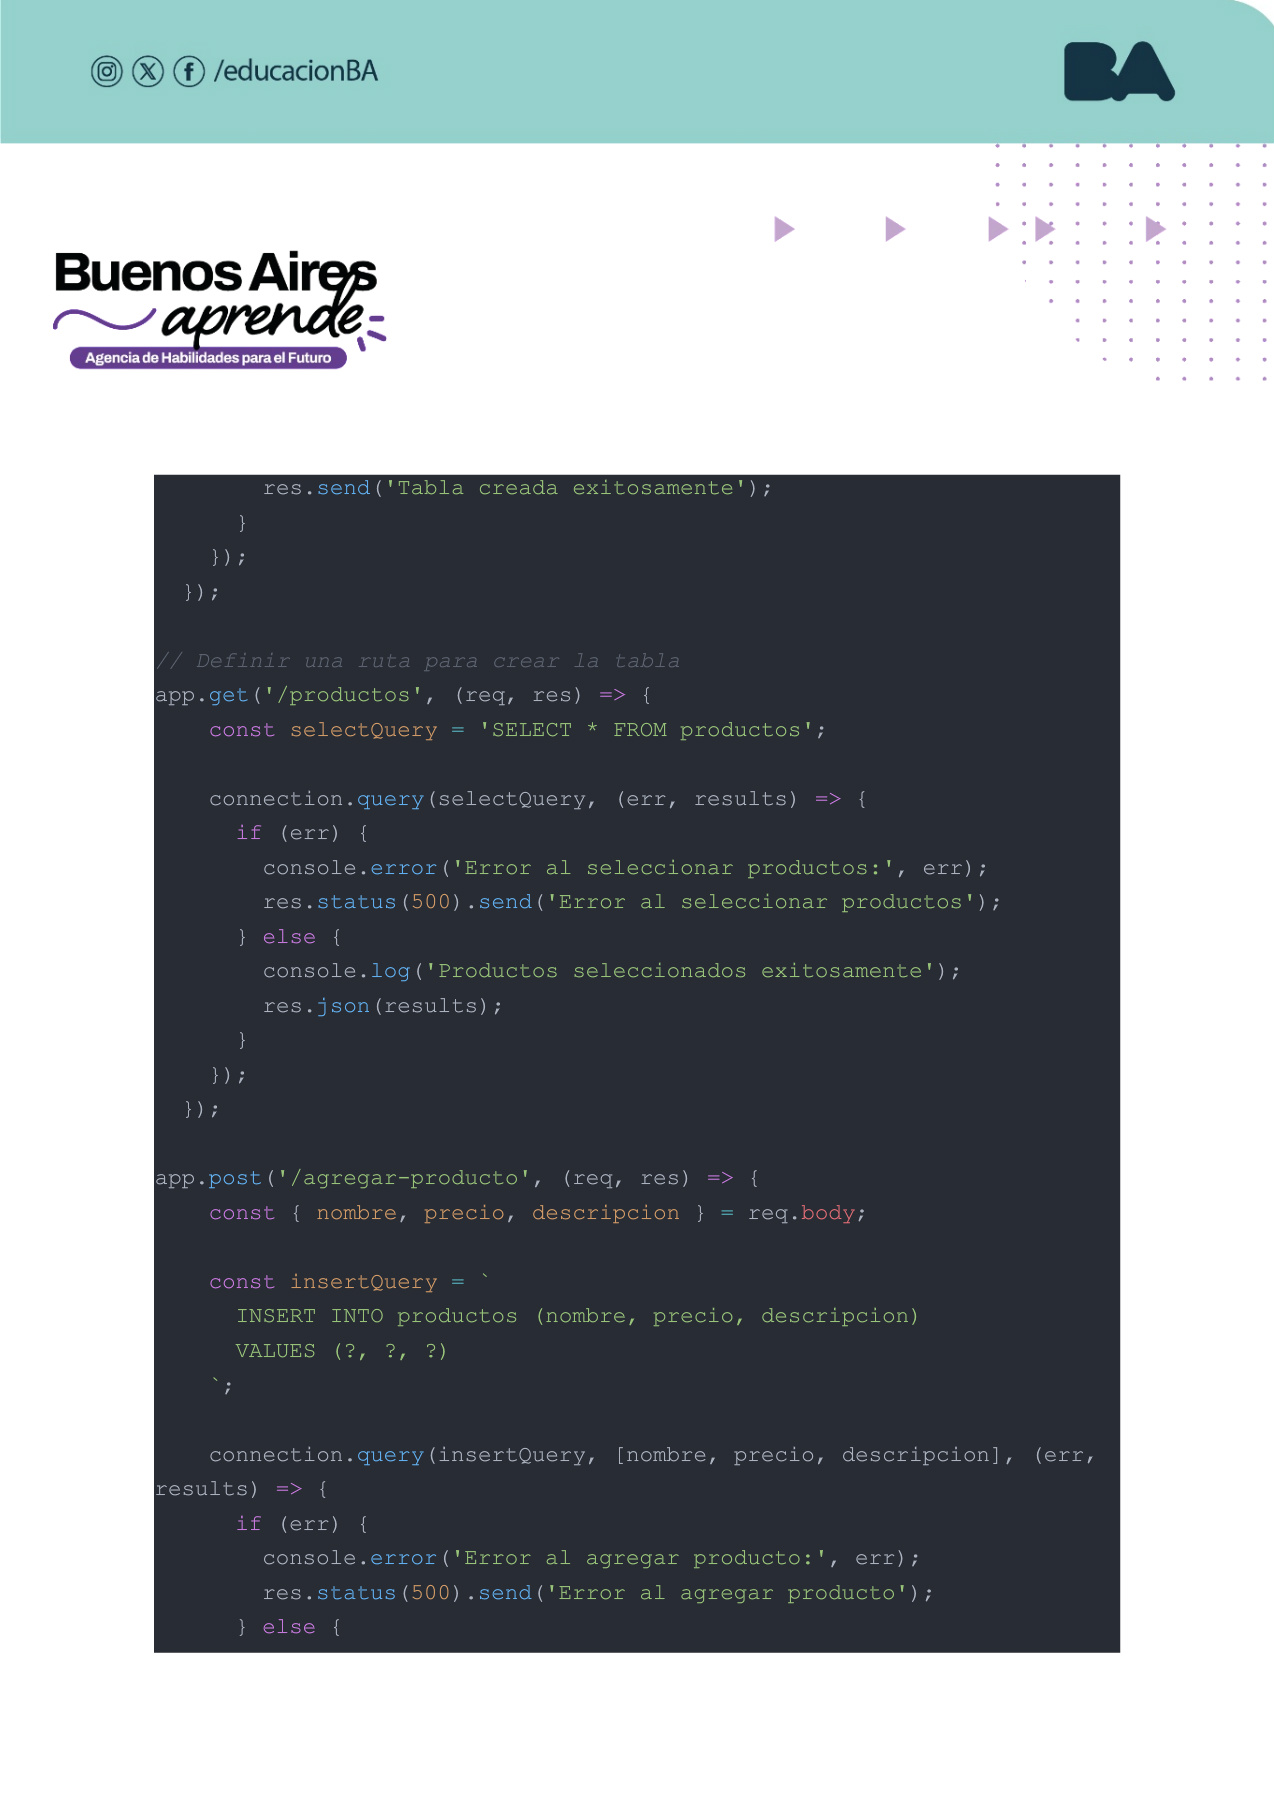 /educacionBA
BA
Buenos Aires
aprende
Agencia de Habilidades para el Futuro
        res.send('Tabla creada exitosamente');
      }
    });
  });
// Definir una ruta para crear la tabla
app.get('/productos', (req, res) => {
    const selectQuery = 'SELECT * FROM productos';
    connection.query(selectQuery, (err, results) => {
      if (err) {
        console.error('Error al seleccionar productos:', err);
        res.status(500).send('Error al seleccionar productos');
      } else {
        console.log('Productos seleccionados exitosamente');
        res.json(results);
      }
    });
  });
app.post('/agregar-producto', (req, res) => {
    const { nombre, precio, descripcion } = req.body;
    const insertQuery = `
      INSERT INTO productos (nombre, precio, descripcion)
      VALUES (?, ?, ?)
    `;
    connection.query(insertQuery, [nombre, precio, descripcion], (err,
results) => {
      if (err) {
        console.error('Error al agregar producto:', err);
        res.status(500).send('Error al agregar producto');
      } else {